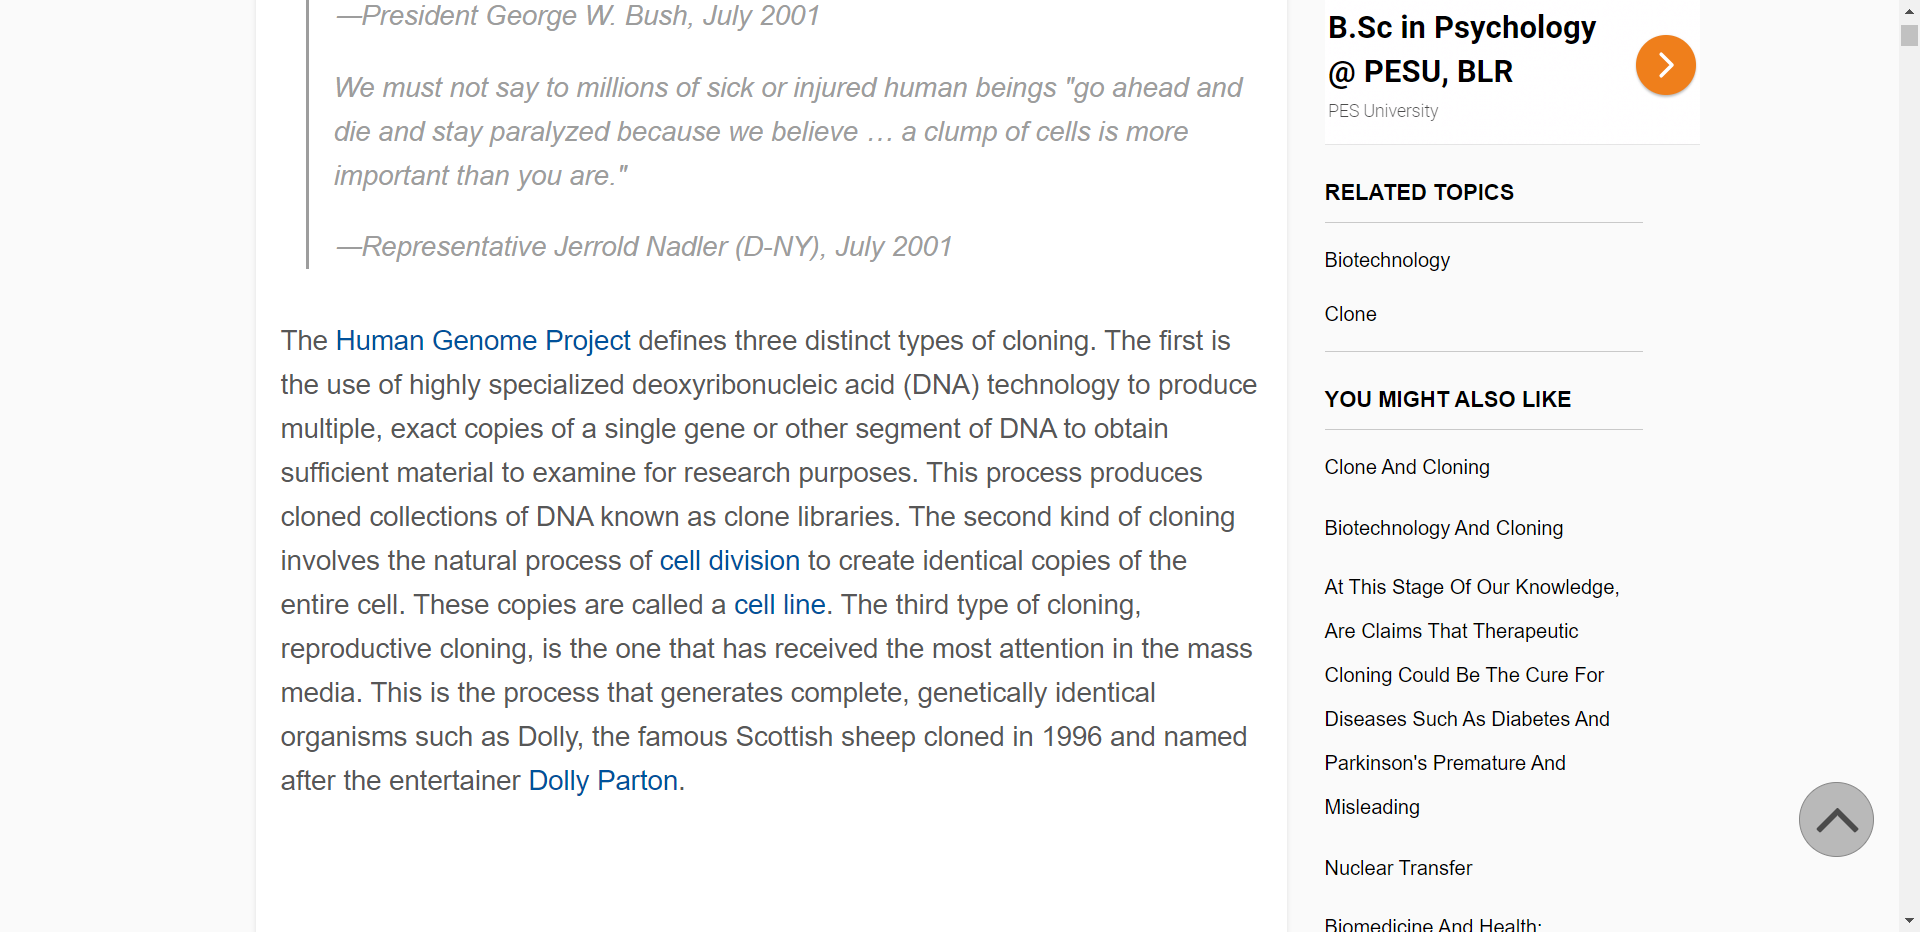 —President George W. Bush, July 2001
We must not say to millions of sick or injured human beings "go ahead and
die and stay paralyzed because we believe … a clump of cells is more
important than you are."
—Representative Jerrold Nadler (D-NY), July 2001
The Human Genome Project defines three distinct types of cloning. The first is
the use of highly specialized deoxyribonucleic acid (DNA) technology to produce
multiple, exact copies of a single gene or other segment of DNA to obtain
sufficient material to examine for research purposes. This process produces
cloned collections of DNA known as clone libraries. The second kind of cloning
involves the natural process of cell division to create identical copies of the
entire cell. These copies are called a cell line. The third type of cloning,
reproductive cloning, is the one that has received the most attention in the mass
media. This is the process that generates complete, genetically identical
organisms such as Dolly, the famous Scottish sheep cloned in 1996 and named
after the entertainer Dolly Parton.
B.Sc in Psychology
@ PESU, BLR
PES University
RELATED TOPICS
Biotechnology
Clone
YOU MIGHT ALSO LIKE
Clone And Cloning
Biotechnology And Cloning
At This Stage Of Our Knowledge,
Are Claims That Therapeutic
Cloning Could Be The Cure For
Diseases Such As Diabetes And
Parkinson's Premature And
Misleading
Nuclear Transfer
Biomedicine And Health: